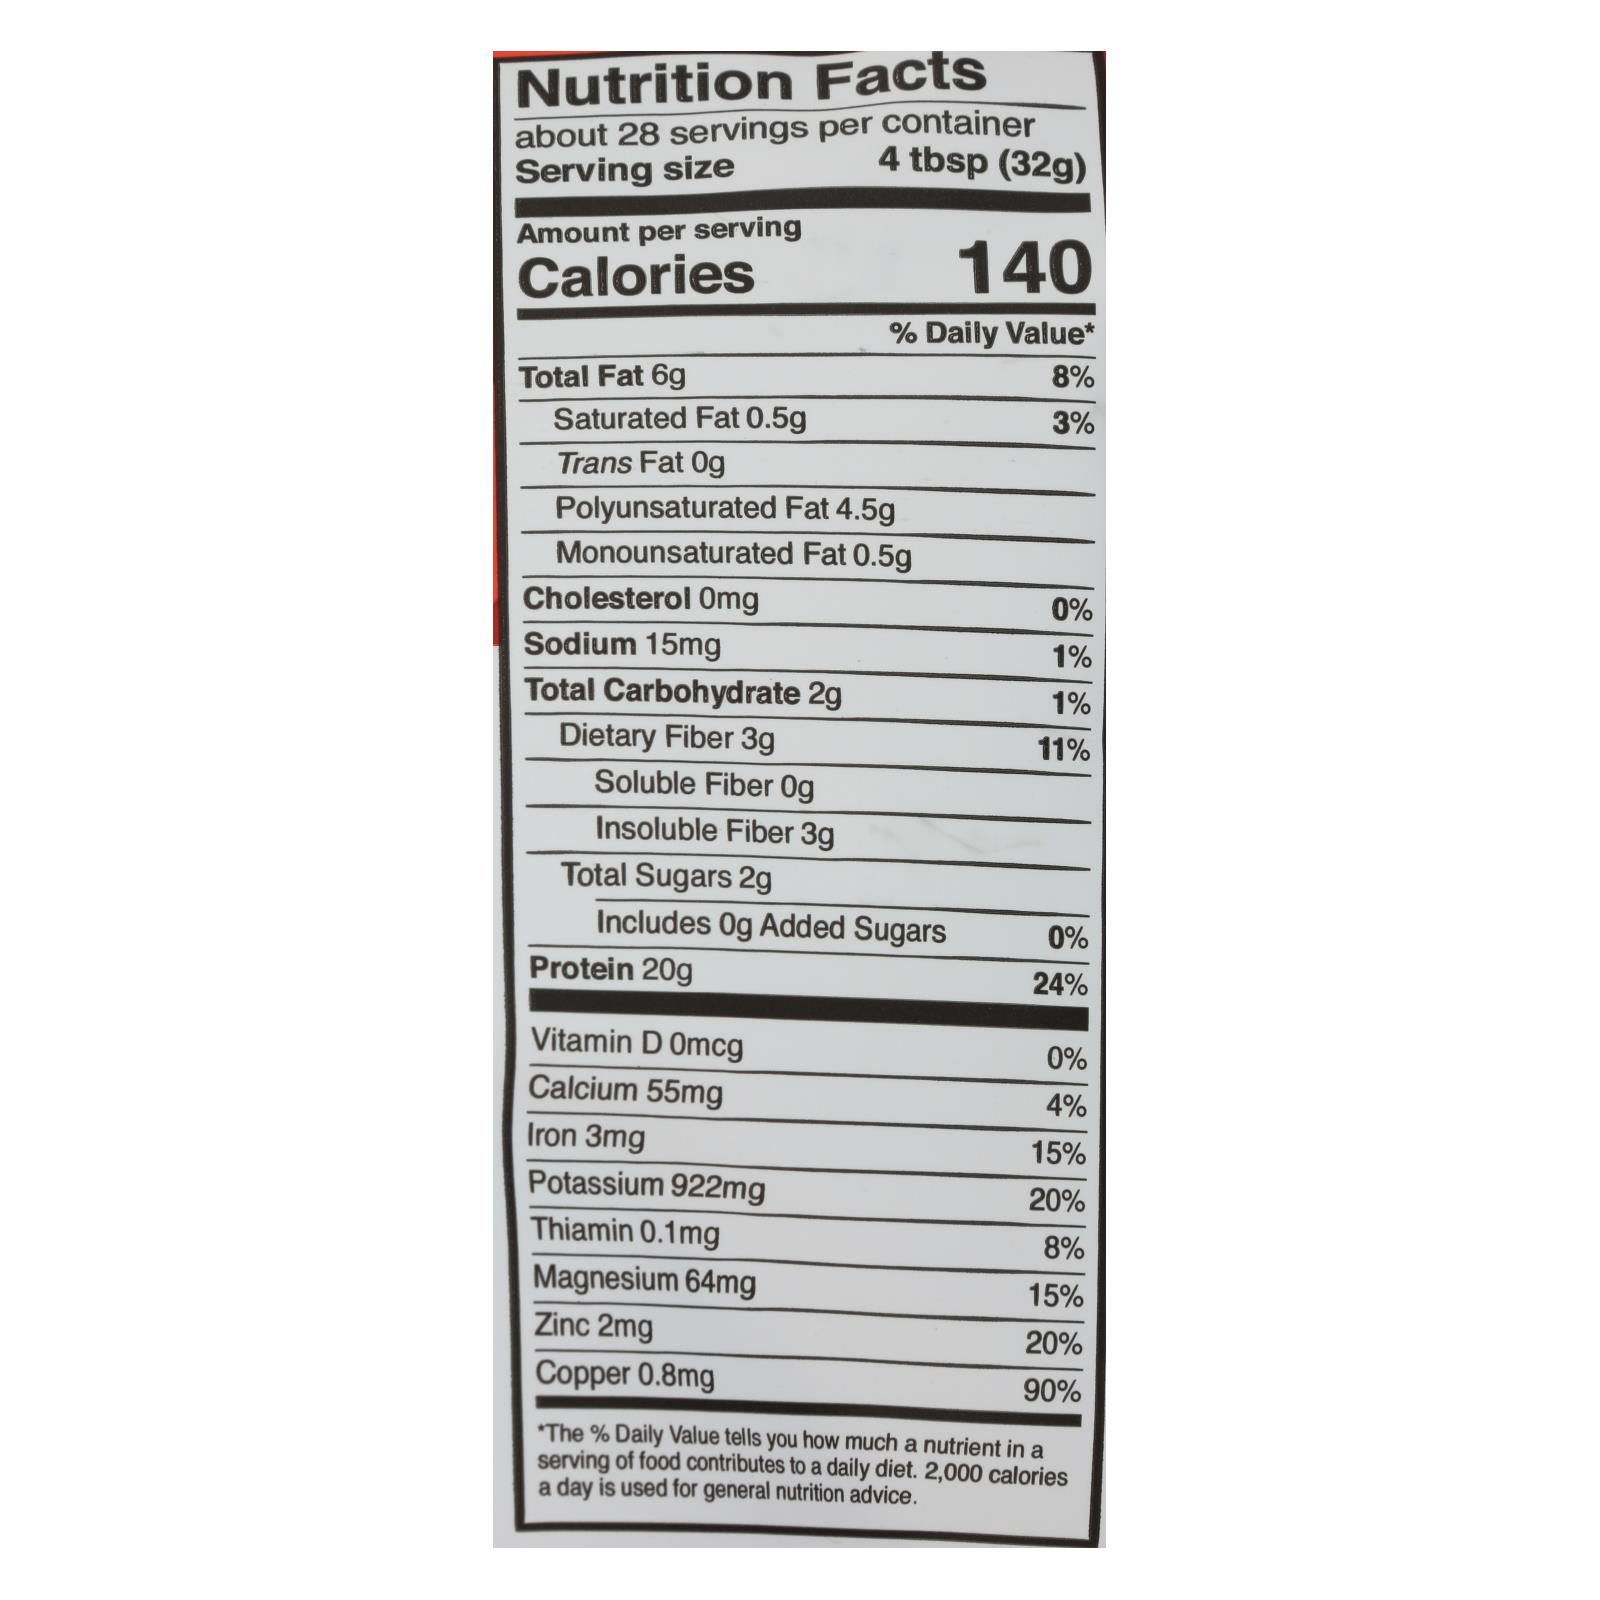 Nutrition Facts
about 28 servings per container
Serving size 4 tbsp (32g)
Amount per serving
Calories 140
% Daily Value*
Total Fat 6g 8%
Saturated Fat 0.5g 3%
Trans Fat 0g
Polyunsaturated Fat 4.5g
Monounsaturated Fat 0.5g
Cholesterol 0mg 0%
Sodium 15mg 1%
Total Carbohydrate 2g 1%
Dietary Fiber 3g 11%
Soluble Fiber 0g
Insoluble Fiber 3g
Total Sugars 2g
Includes 0g Added Sugars 0%
Protein 20g 24%
Vitamin D 0mcg 0%
Calcium 55mg 4%
Iron 3mg 15%
Potassium 922mg 20%
Thiamin 0.1mg 8%
Magnesium 64mg 15%
Zinc 2mg 20%
Copper 0.8mg 90%
*The % Daily Value tells you how much a nutrient in a
serving of food contributes to a daily diet. 2,000 calories
a day is used for general nutrition advice.